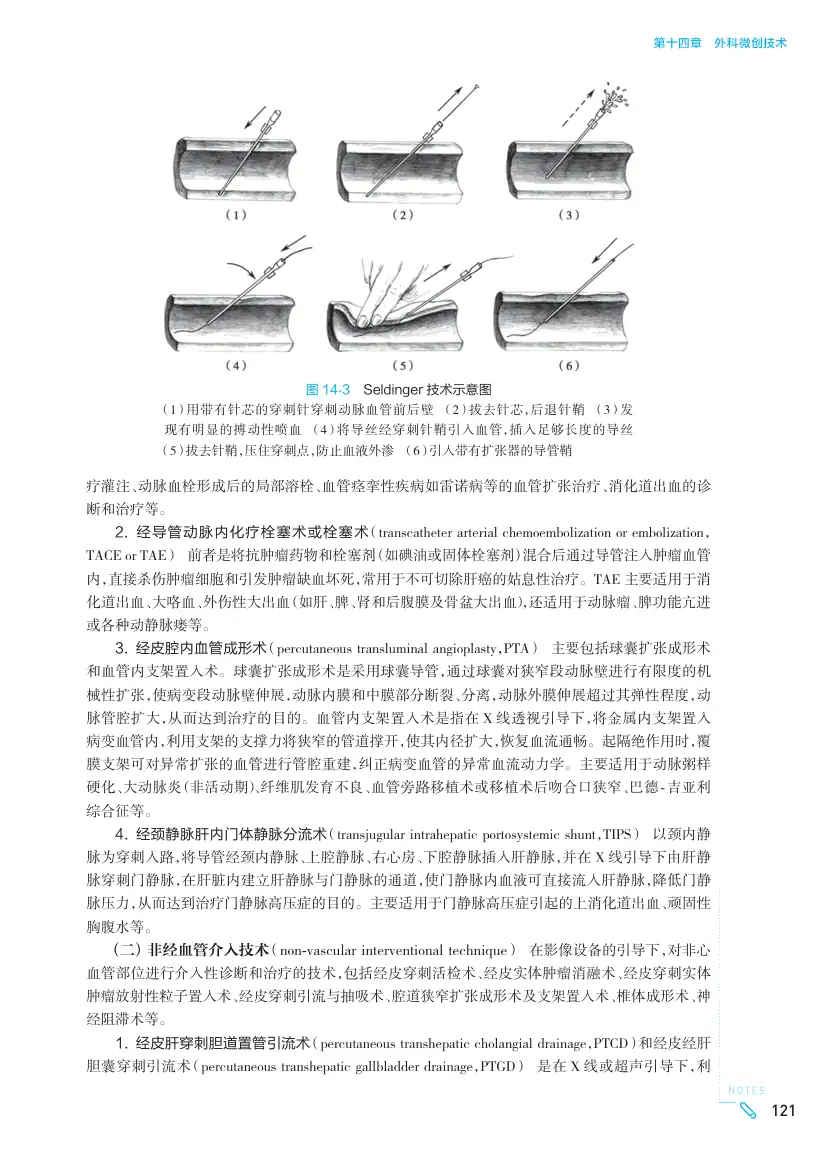 第十四章 外科微创技术
（1）
（2）
（3）
（4）
（5）
（6）
图 14-3 Seldinger 技术示意图
（1）用带有针芯的穿刺针穿刺动脉血管前后壁 （2）拔去针芯,后退针鞘 （3）发
现有明显的搏动性喷血 （4）将导丝经穿刺针鞘引入血管,插入足够长度的导丝
（5）拔去针鞘,压住穿刺点,防止血液外渗 （6）引入带有扩张器的导管鞘
疗灌注、动脉血栓形成后的局部溶栓、血管痉挛性疾病如雷诺病等的血管扩张治疗、消化道出血的诊
断和治疗等。
2. 经导管动脉内化疗栓塞术或栓塞术（transcatheter arterial chemoembolization or embolization,
TACE or TAE） 前者是将抗肿瘤药物和栓塞剂（如碘油或固体栓塞剂）混合后通过导管注入肿瘤血管
内,直接杀伤肿瘤细胞和引发肿瘤缺血坏死,常用于不可切除肝癌的姑息性治疗。TAE 主要适用于消
化道出血、大咯血、外伤性大出血（如肝、脾、肾和后腹膜及骨盆大出血）,还适用于动脉瘤、脾功能亢进
或各种动静脉瘘等。
3. 经皮腔内血管成形术（percutaneous transluminal angioplasty,PTA） 主要包括球囊扩张成形术
和血管内支架置入术。球囊扩张成形术是采用球囊导管,通过球囊对狭窄段动脉壁进行有限度的机
械性扩张,使病变段动脉壁伸展,动脉内膜和中膜部分断裂、分离,动脉外膜伸展超过其弹性程度,动
脉管腔扩大,从而达到治疗的目的。血管内支架置入术是指在 X 线透视引导下,将金属内支架置入
病变血管内,利用支架的支撑力将狭窄的管道撑开,使其内径扩大,恢复血流通畅。起隔绝作用时,覆
膜支架可对异常扩张的血管进行管腔重建,纠正病变血管的异常血流动力学。主要适用于动脉粥样
硬化、大动脉炎（非活动期）、纤维肌发育不良、血管旁路移植术或移植术后吻合口狭窄、巴德-吉亚利
综合征等。
4. 经颈静脉肝内门体静脉分流术（transjugular intrahepatic portosystemic shunt,TIPS） 以颈内静
脉为穿刺入路,将导管经颈内静脉、上腔静脉、右心房、下腔静脉插入肝静脉,并在 X 线引导下由肝静
脉穿刺门静脉,在肝脏内建立肝静脉与门静脉的通道,使门静脉内血液可直接流入肝静脉,降低门静
脉压力,从而达到治疗门静脉高压症的目的。主要适用于门静脉高压症引起的上消化道出血、顽固性
胸腹水等。
（二）非经血管介入技术（non-vascular interventional technique） 在影像设备的引导下,对非心
血管部位进行介入性诊断和治疗的技术,包括经皮穿刺活检术、经皮实体肿瘤消融术、经皮穿刺实体
肿瘤放射性粒子置入术、经皮穿刺引流与抽吸术、腔道狭窄扩张成形术及支架置入术、椎体成形术、神
经阻滞术等。
1. 经皮肝穿刺胆道置管引流术（percutaneous transhepatic cholangial drainage,PTCD）和经皮经肝
胆囊穿刺引流术（percutaneous transhepatic gallbladder drainage,PTGD） 是在 X 线或超声引导下,利
NOTES
121